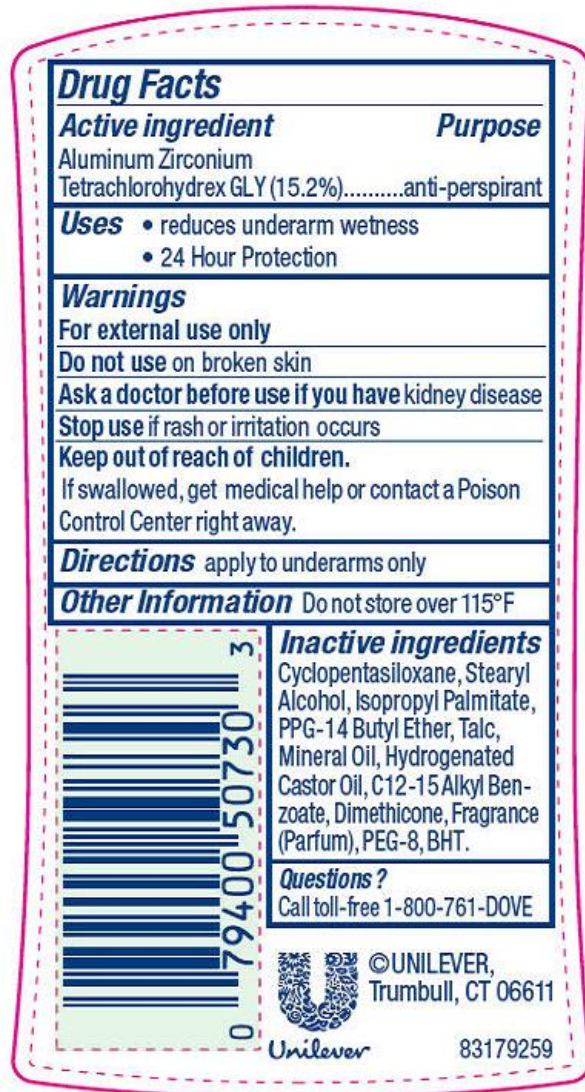 Drug Facts
Active ingredient Purpose
Aluminum Zirconium
Tetrachlorohydrex GLY (15.2%)..........anti-perspirant
Uses • reduces underarm wetness
• 24 Hour Protection
Warnings
For external use only
Do not use on broken skin
Ask a doctor before use if you have kidney disease
Stop use if rash or irritation occurs
Keep out of reach of children.
If swallowed, get medical help or contact a Poison
Control Center right away.
Directions apply to underarms only
Other Information Do not store over 115°F
0 79400 50730 3
Inactive ingredients
Cyclopentasiloxane, Stearyl
Alcohol, Isopropyl Palmitate,
PPG-14 Butyl Ether, Talc,
Mineral Oil, Hydrogenated
Castor Oil, C12-15 Alkyl Ben-
zoate, Dimethicone, Fragrance
(Parfum), PEG-8, BHT.
Questions?
Call toll-free 1-800-761-DOVE
Unilever
©UNILEVER,
Trumbull, CT 06611
83179259